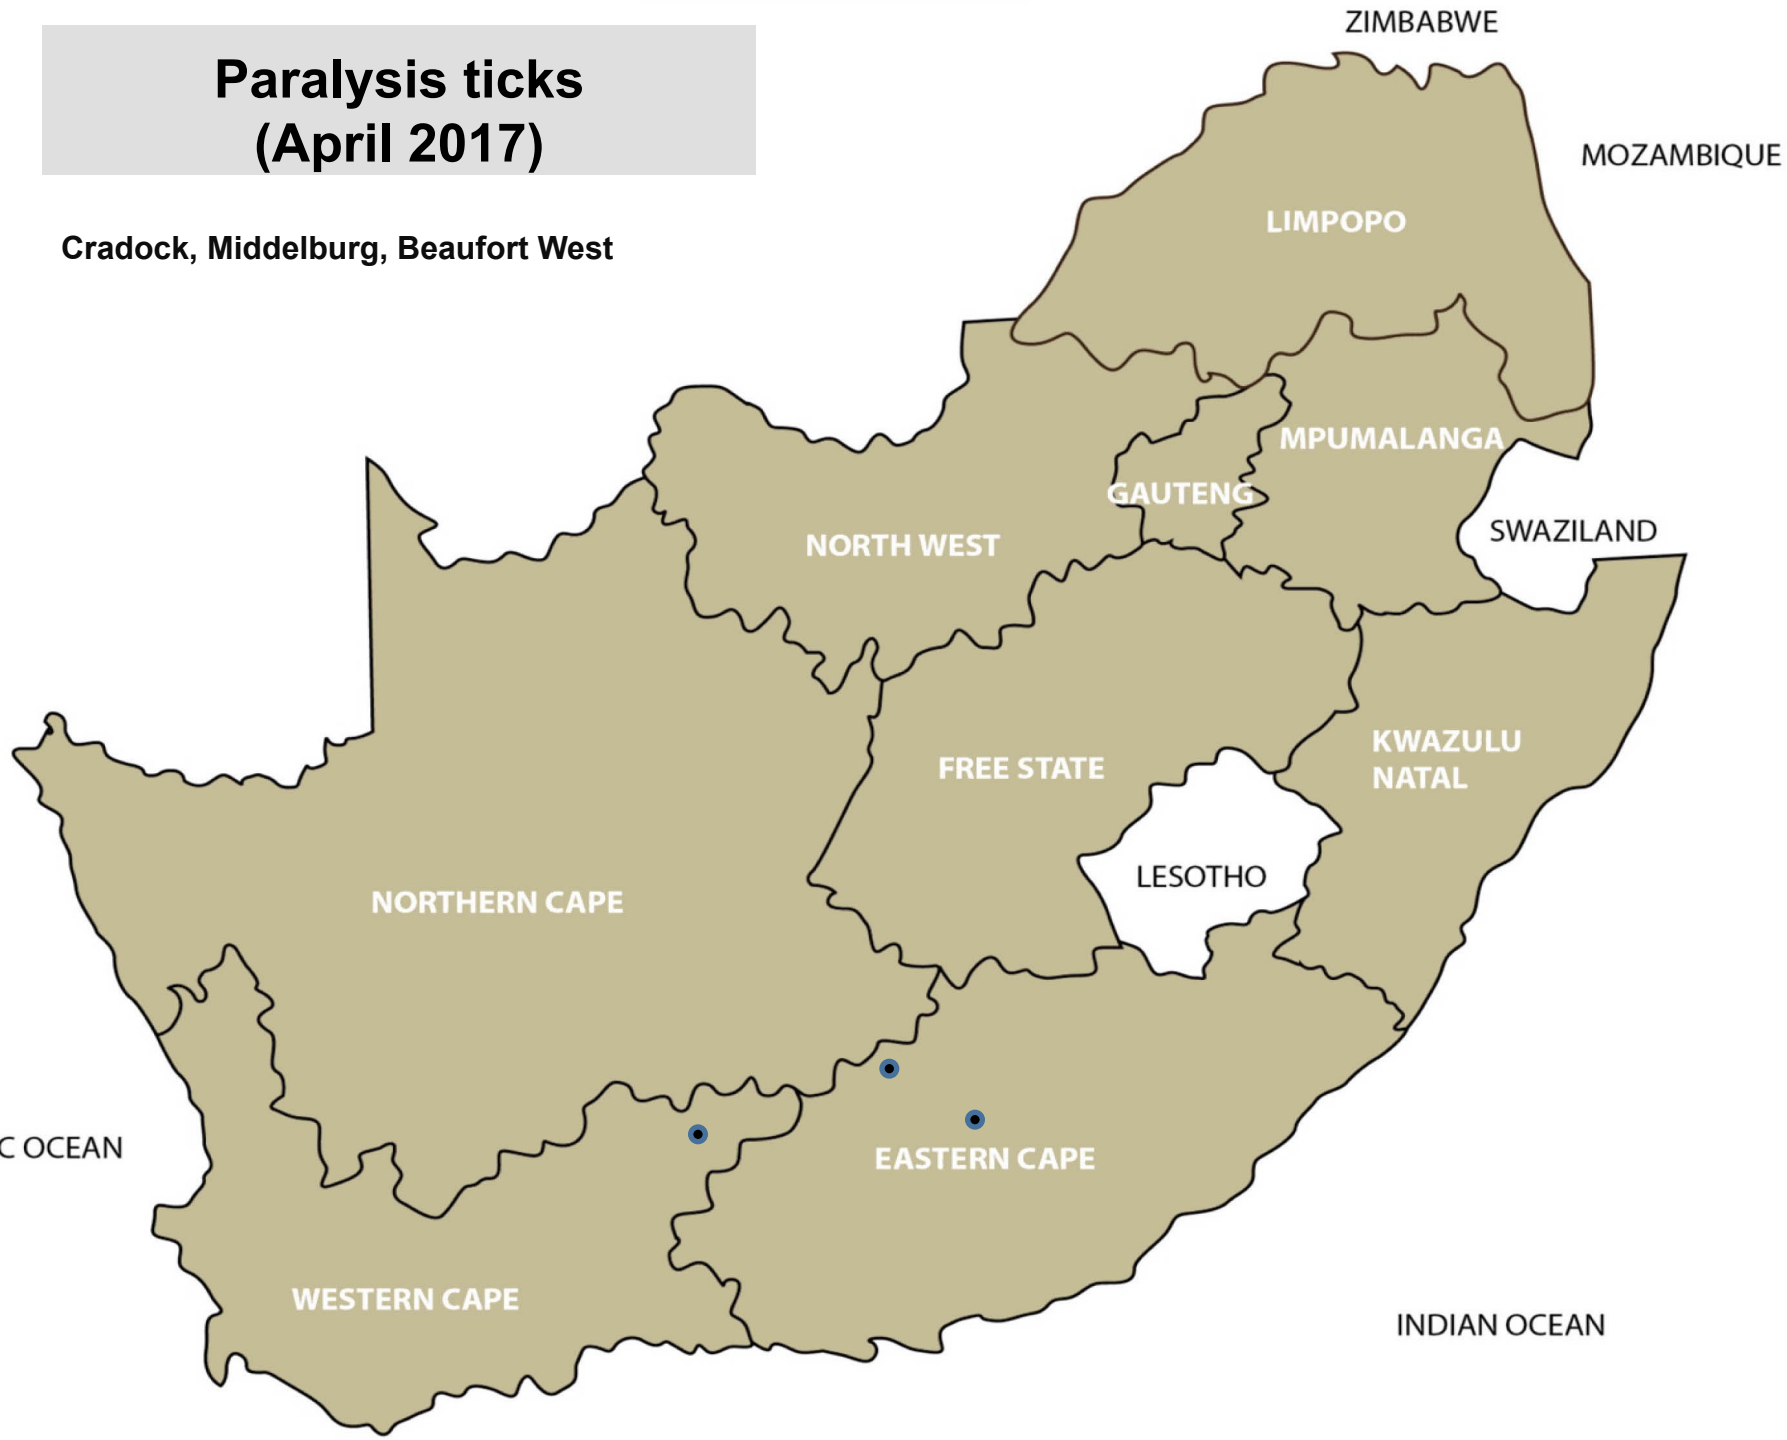 Paralysis ticks
(April 2017)
Cradock, Middelburg, Beaufort West
ZIMBABWE
MOZAMBIQUE
LIMPOPO
MPUMALANGA
GAUTENG
SWAZILAND
NORTH WEST
KWAZULU
NATAL
FREE STATE
LESOTHO
NORTHERN CAPE
C OCEAN
EASTERN CAPE
WESTERN CAPE
INDIAN OCEAN